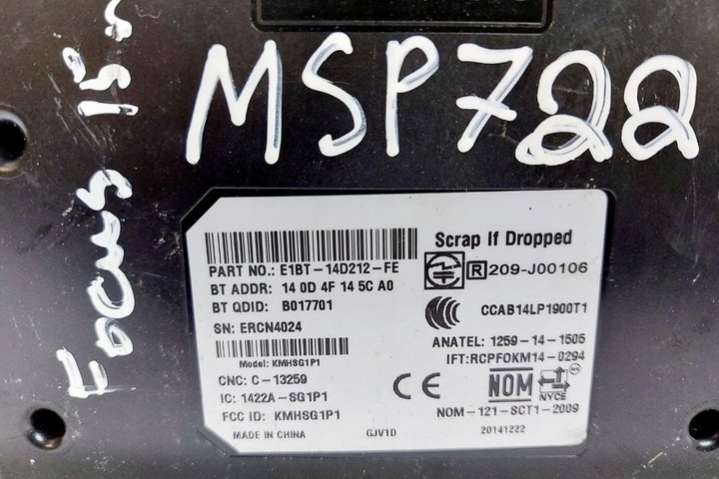 MSP722
Focus 15
Scrap If Dropped
PART NO.: E1BT-14D212-FE
R 209-J00106
BT ADDR: 14 0D 4F 14 5C A0
BT QDID: B017701
CCAB14LP1900T1
SN: ERCN4024
ANATEL: 1259-14-1505
Model: KMHSG1P1
IFT:RCPFOKM14-0294
CNC: C-13259
CE
NOM
NYCE
IC: 1422A-SG1P1
FCC ID: KMHSG1P1
NOM-121-SCT1-2009
MADE IN CHINA
GJV1D
20141222